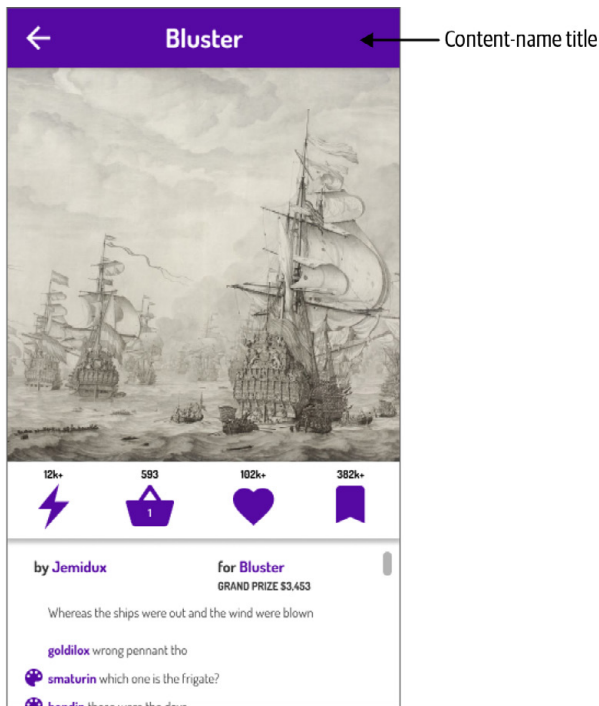 Bluster
Content-name title
12k+ 593 102k+ 382k+
1
by Jemidux for Bluster
GRAND PRIZE $3,453
Whereas the ships were out and the wind were blown
goldilox wrong pennant tho
smaturin which one is the frigate?